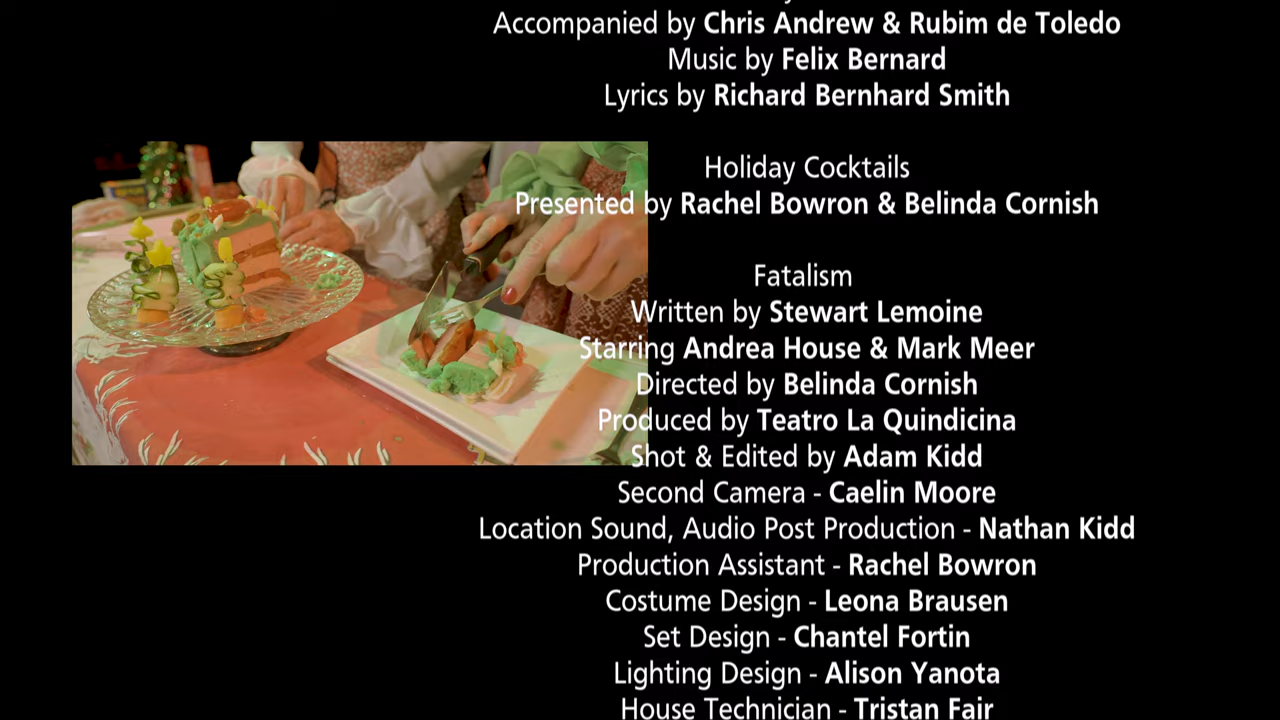 Accompanied by Chris Andrew & Rubim de Toledo
Music by Felix Bernard
Lyrics by Richard Bernhard Smith
Holiday Cocktails
Presented by Rachel Bowron & Belinda Cornish
Fatalism
Written by Stewart Lemoine
Starring Andrea House & Mark Meer
Directed by Belinda Cornish
Produced by Teatro La Quindicina
Shot & Edited by Adam Kidd
Second Camera - Caelin Moore
Location Sound, Audio Post Production - Nathan Kidd
Production Assistant - Rachel Bowron
Costume Design - Leona Brausen
Set Design - Chantel Fortin
Lighting Design - Alison Yanota
House Technician - Tristan Fair